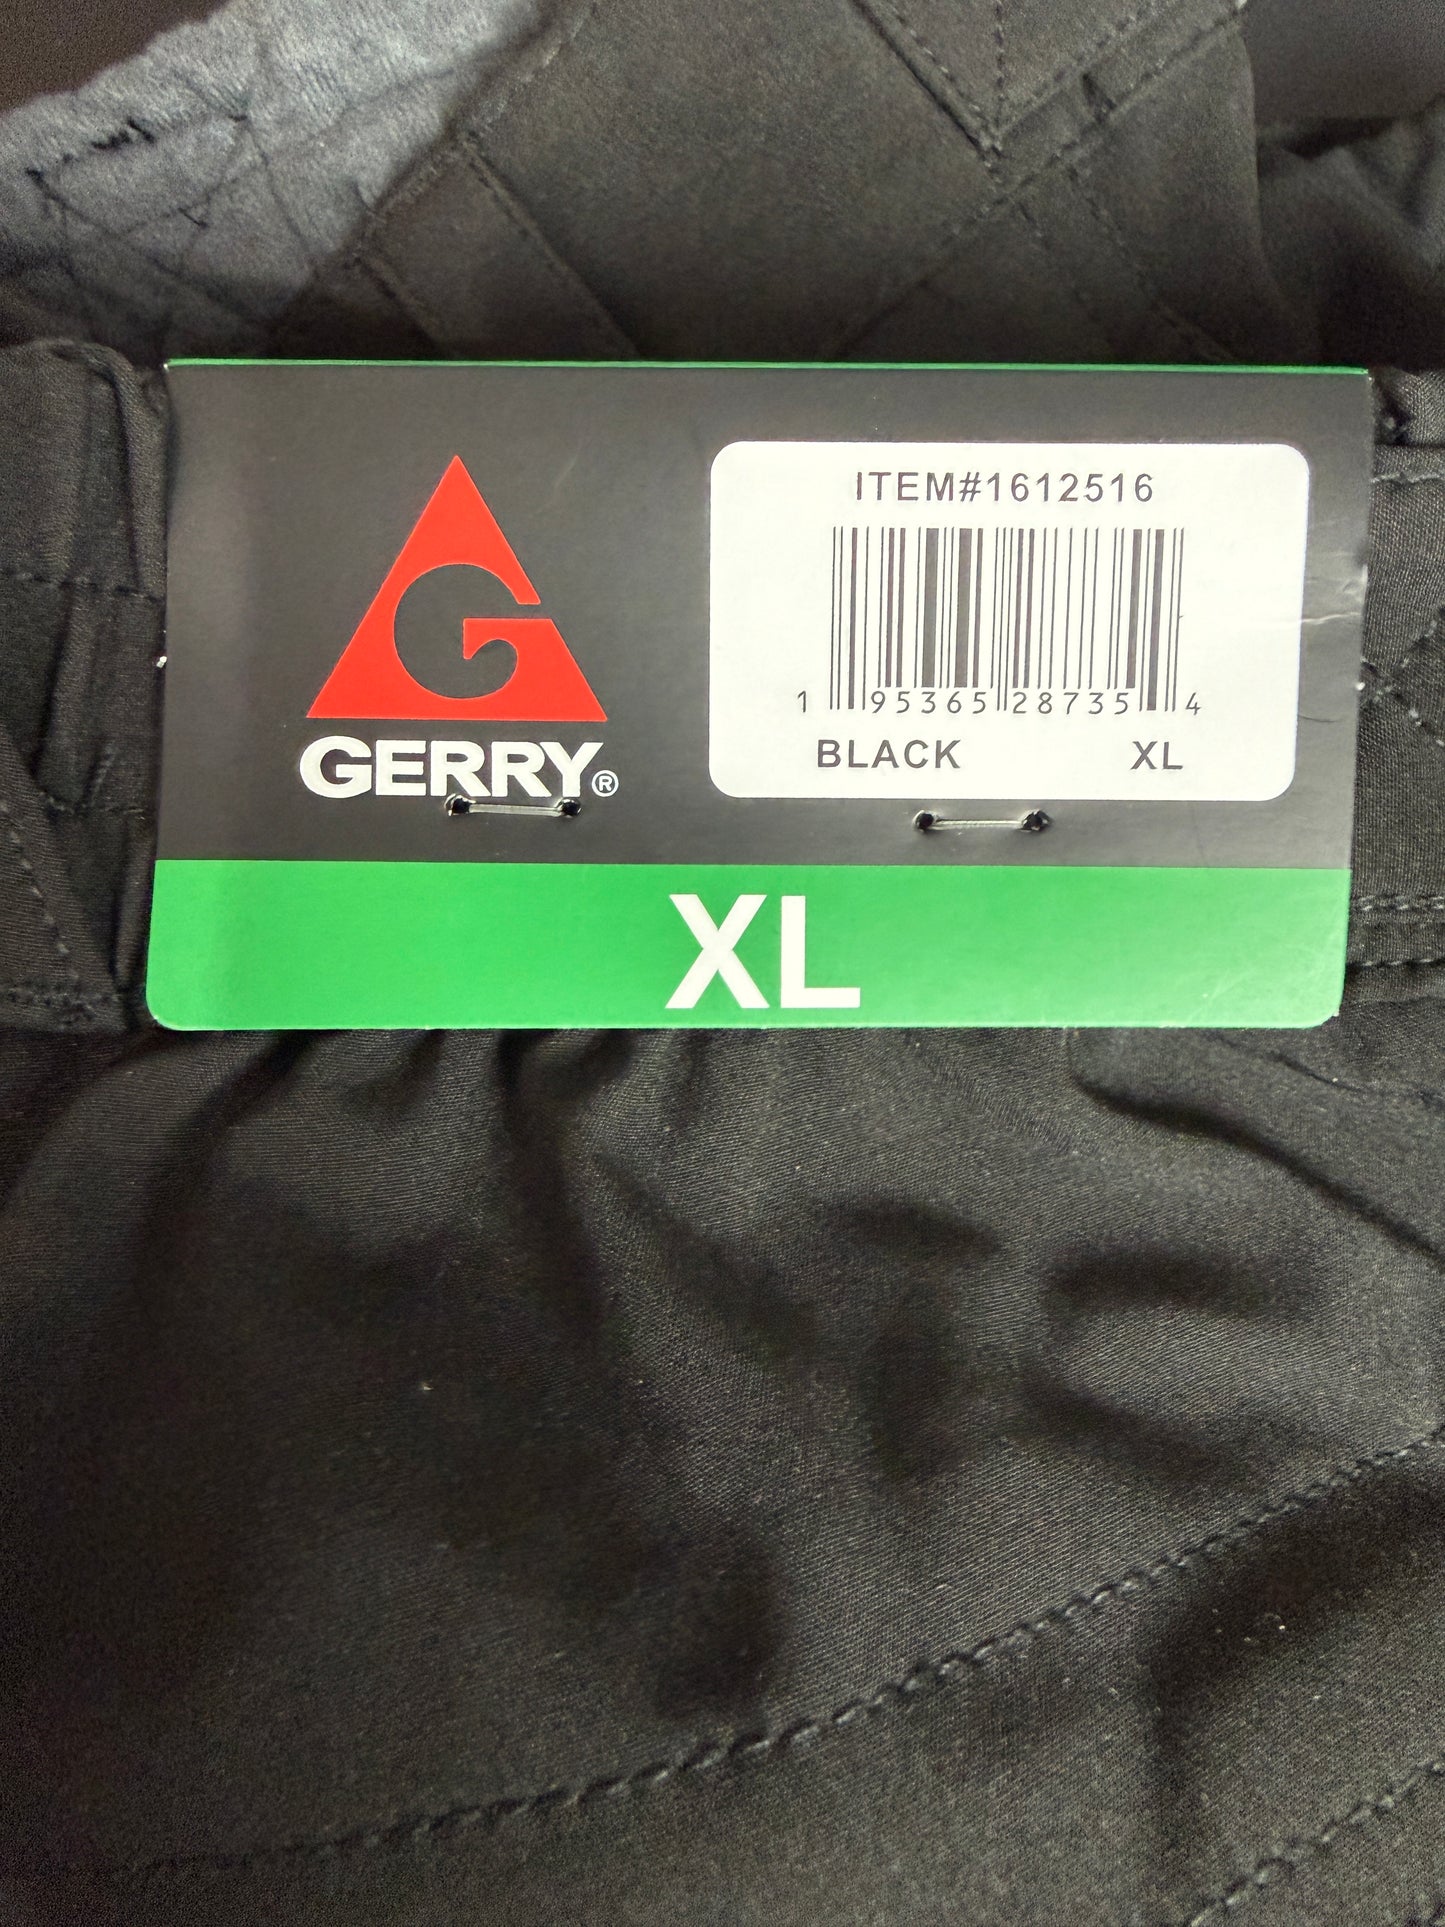 GERRY®
ITEM#1612516
1 95365 28735 4
BLACK XL
XL